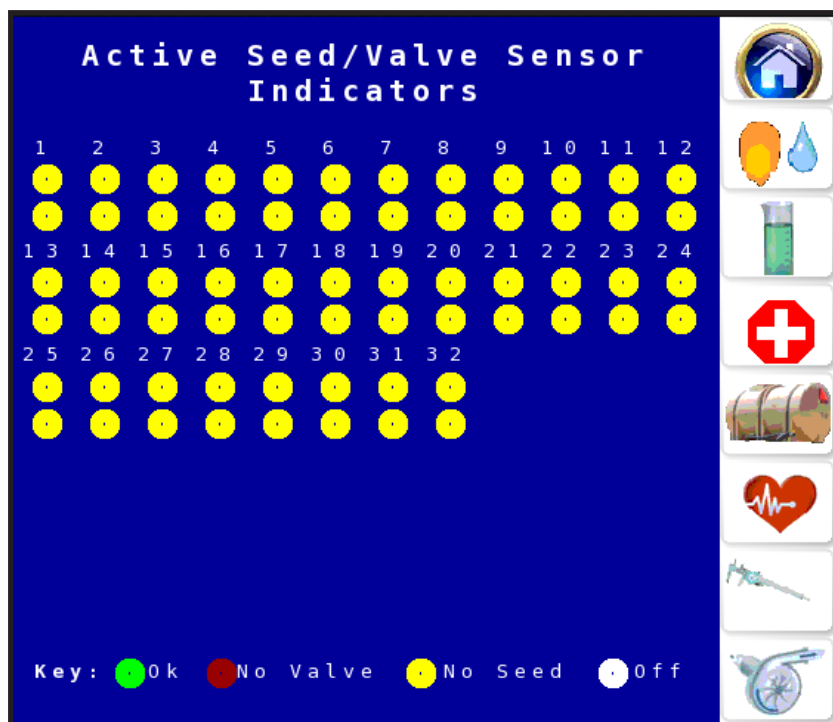 Active Seed/Valve Sensor
Indicators
1 2 3 4 5 6 7 8 9 10 11 12
13 14 15 16 17 18 19 20 21 22 23 24
25 26 27 28 29 30 31 32
Key: Ok No Valve No Seed Off